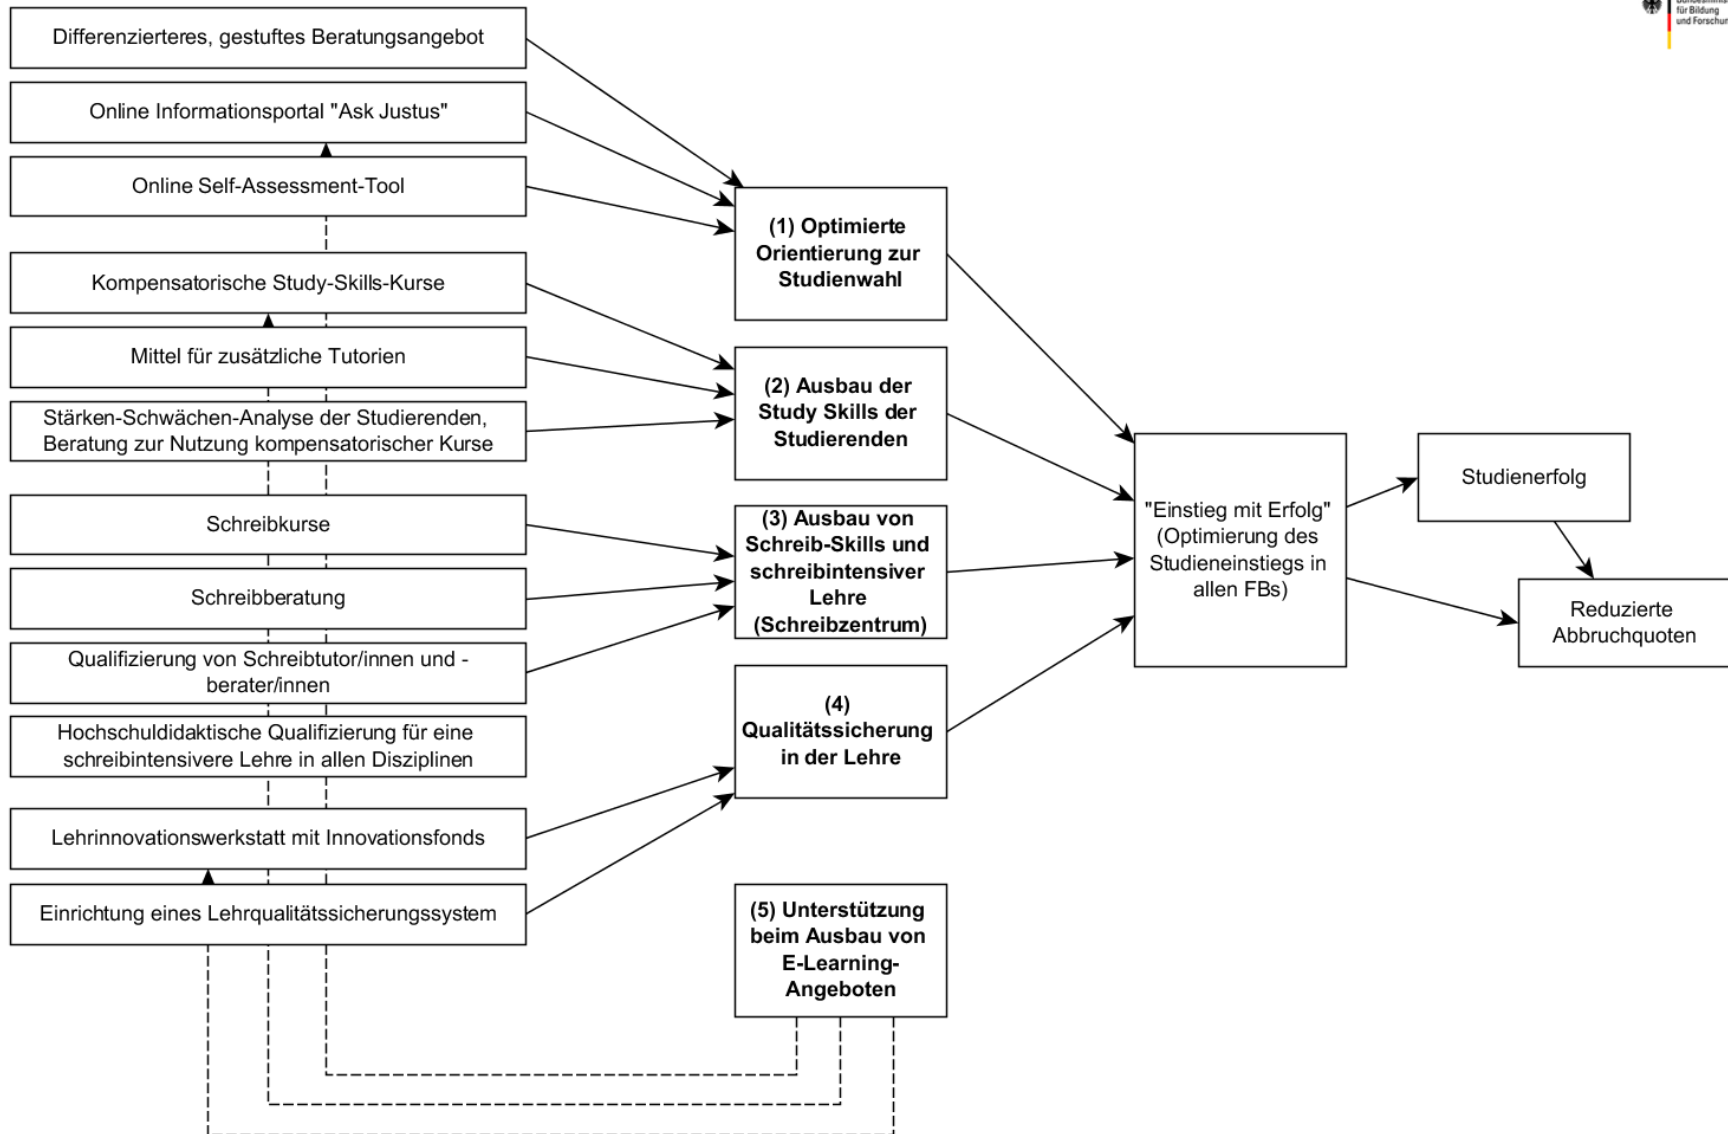 für Bildung
und Forschung
Differenzierteres, gestuftes Beratungsangebot
Online Informationsportal "Ask Justus"
Online Self-Assessment-Tool
Kompensatorische Study-Skills-Kurse
Mittel für zusätzliche Tutorien
Stärken-Schwächen-Analyse der Studierenden,
Beratung zur Nutzung kompensatorischer Kurse
Schreibkurse
Schreibberatung
Qualifizierung von Schreibtutor/innen und -
berater/innen
Hochschuldidaktische Qualifizierung für eine
schreibintensivere Lehre in allen Disziplinen
Lehrinnovationswerkstatt mit Innovationsfonds
Einrichtung eines Lehrqualitätssicherungssystem
(1) Optimierte
Orientierung zur
Studienwahl
(2) Ausbau der
Study Skills der
Studierenden
(3) Ausbau von
Schreib-Skills und
schreibintensiver
Lehre
(Schreibzentrum)
(4)
Qualitätssicherung
in der Lehre
(5) Unterstützung
beim Ausbau von
E-Learning-
Angeboten
"Einstieg mit Erfolg"
(Optimierung des
Studieneinstiegs in
allen FBs)
Studienerfolg
Reduzierte
Abbruchquoten